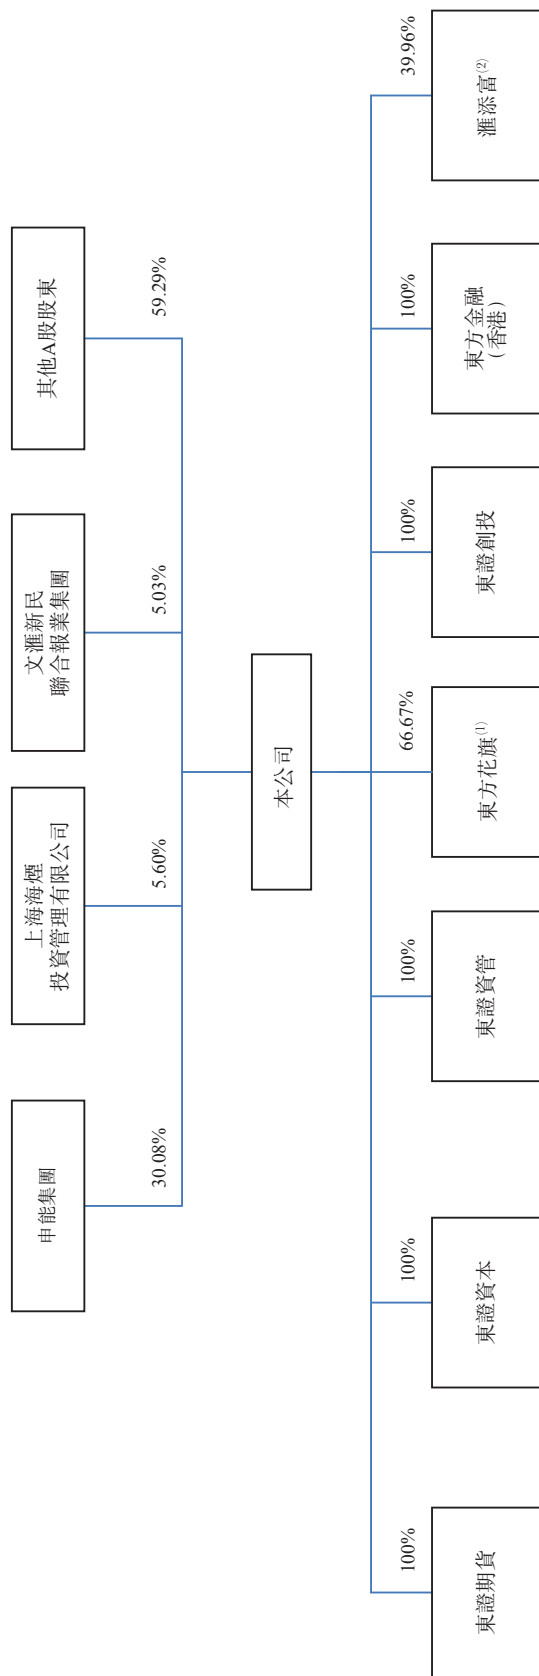 申能集團
上海海煙
投資管理有限公司
文滙新民
聯合報業集團
其他A股股東
30.08%
5.60%
5.03%
59.29%
本公司
100%
100%
100%
66.67%
100%
100%
39.96%
東證期貨
東證資本
東證資管
東方花旗(1)
東證創投
東方金融
(香港)
滙添富(2)